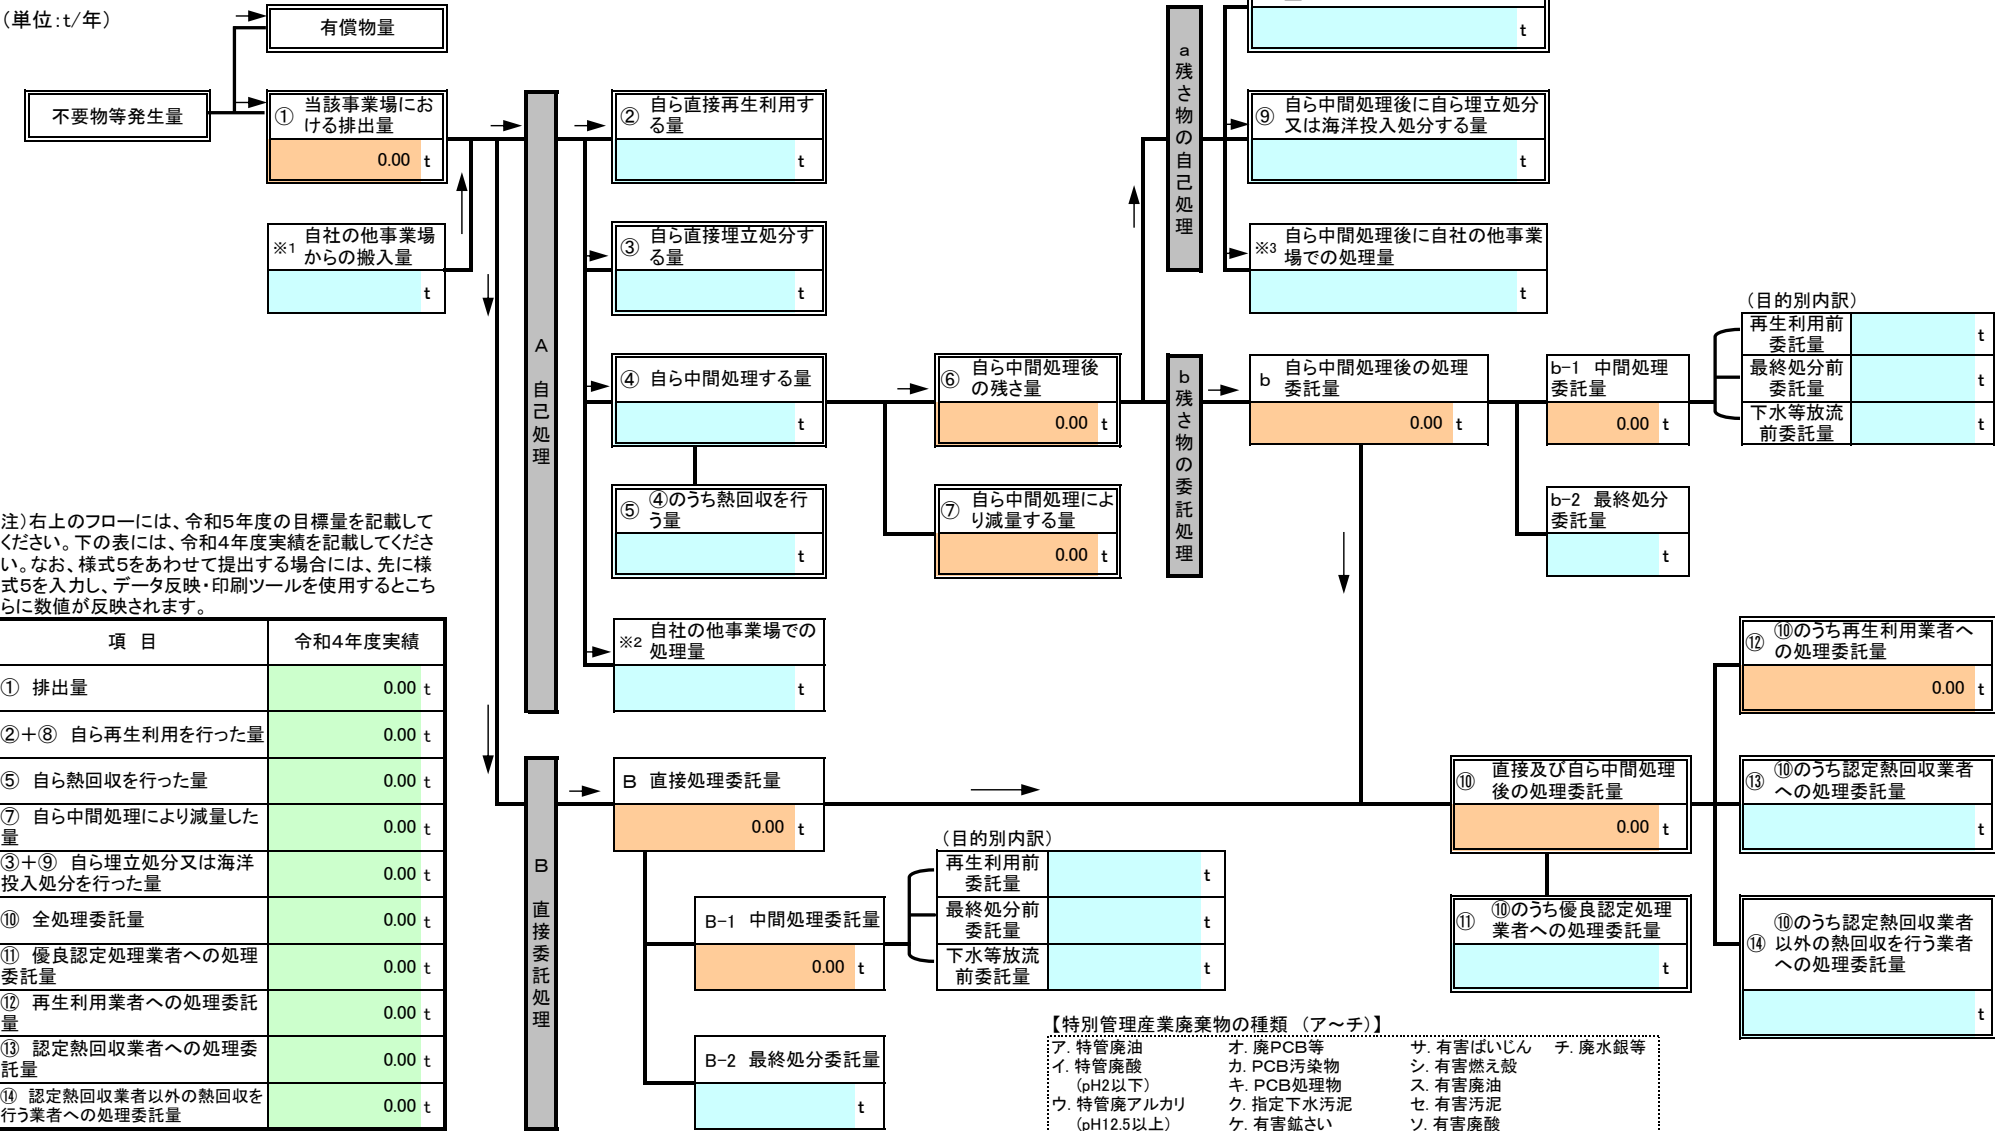 （単位：t/年）
有償物量
不要物等発生量
①
当該事業場にお
ける排出量
0.00 t
※1
自社の他事業場
からの搬入量
t
A
自己処理
②
自ら直接再生利用す
る量
t
③
自ら直接埋立処分す
る量
t
④ 自ら中間処理する量
t
⑤
④のうち熱回収を行
う量
t
※2
自社の他事業場での
処理量
t
⑥
自ら中間処理後
の残さ量
0.00 t
⑦
自ら中間処理によ
り減量する量
0.00 t
a
残さ物の自己処理
t
⑨
自ら中間処理後に自ら埋立処分
又は海洋投入処分する量
t
※3
自ら中間処理後に自社の他事業
場での処理量
t
b
残さ物の委託処理
b
自ら中間処理後の処理
委託量
0.00 t
b-1 中間処理
委託量
0.00 t
（目的別内訳）
再生利用前
委託量
t
最終処分前
委託量
t
下水等放流
前委託量
t
b-2 最終処分
委託量
t
注）右上のフローには、令和5年度の目標量を記載して
ください。下の表には、令和4年度実績を記載してくださ
い。なお、様式5をあわせて提出する場合には、先に様
式5を入力し、データ反映・印刷ツールを使用するとこち
らに数値が反映されます。
項 目 令和4年度実績
① 排出量 0.00 t
②＋⑧ 自ら再生利用を行った量 0.00 t
⑤ 自ら熱回収を行った量 0.00 t
⑦ 自ら中間処理により減量した
量 0.00 t
③＋⑨ 自ら埋立処分又は海洋
投入処分を行った量 0.00 t
⑩ 全処理委託量 0.00 t
⑪ 優良認定処理業者への処理
委託量 0.00 t
⑫ 再生利用業者への処理委託
量 0.00 t
⑬ 認定熱回収業者への処理委
託量 0.00 t
⑭ 認定熱回収業者以外の熱回収を
行う業者への処理委託量 0.00 t
B
直接委託処理
B 直接処理委託量
0.00 t
B-1 中間処理委託量
0.00 t
（目的別内訳）
再生利用前
委託量
t
最終処分前
委託量
t
下水等放流
前委託量
t
B-2 最終処分委託量
t
⑩
直接及び自ら中間処理
後の処理委託量
0.00 t
⑪
⑩のうち優良認定処理
業者への処理委託量
t
⑫
⑩のうち再生利用業者へ
の処理委託量
0.00 t
⑬
⑩のうち認定熱回収業者
への処理委託量
t
⑭
⑩のうち認定熱回収業者
以外の熱回収を行う業者
への処理委託量
t
【特別管理産業廃棄物の種類 （ア～チ）】
ア. 特管廃油 オ. 廃PCB等 サ. 有害ばいじん チ. 廃水銀等
イ. 特管廃酸 カ. PCB汚染物 シ. 有害燃え殻
（pH2以下） キ. PCB処理物 ス. 有害廃油
ウ. 特管廃アルカリ ク. 指定下水汚泥 セ. 有害汚泥
（pH12.5以上） ケ. 有害鉱さい ソ. 有害廃酸